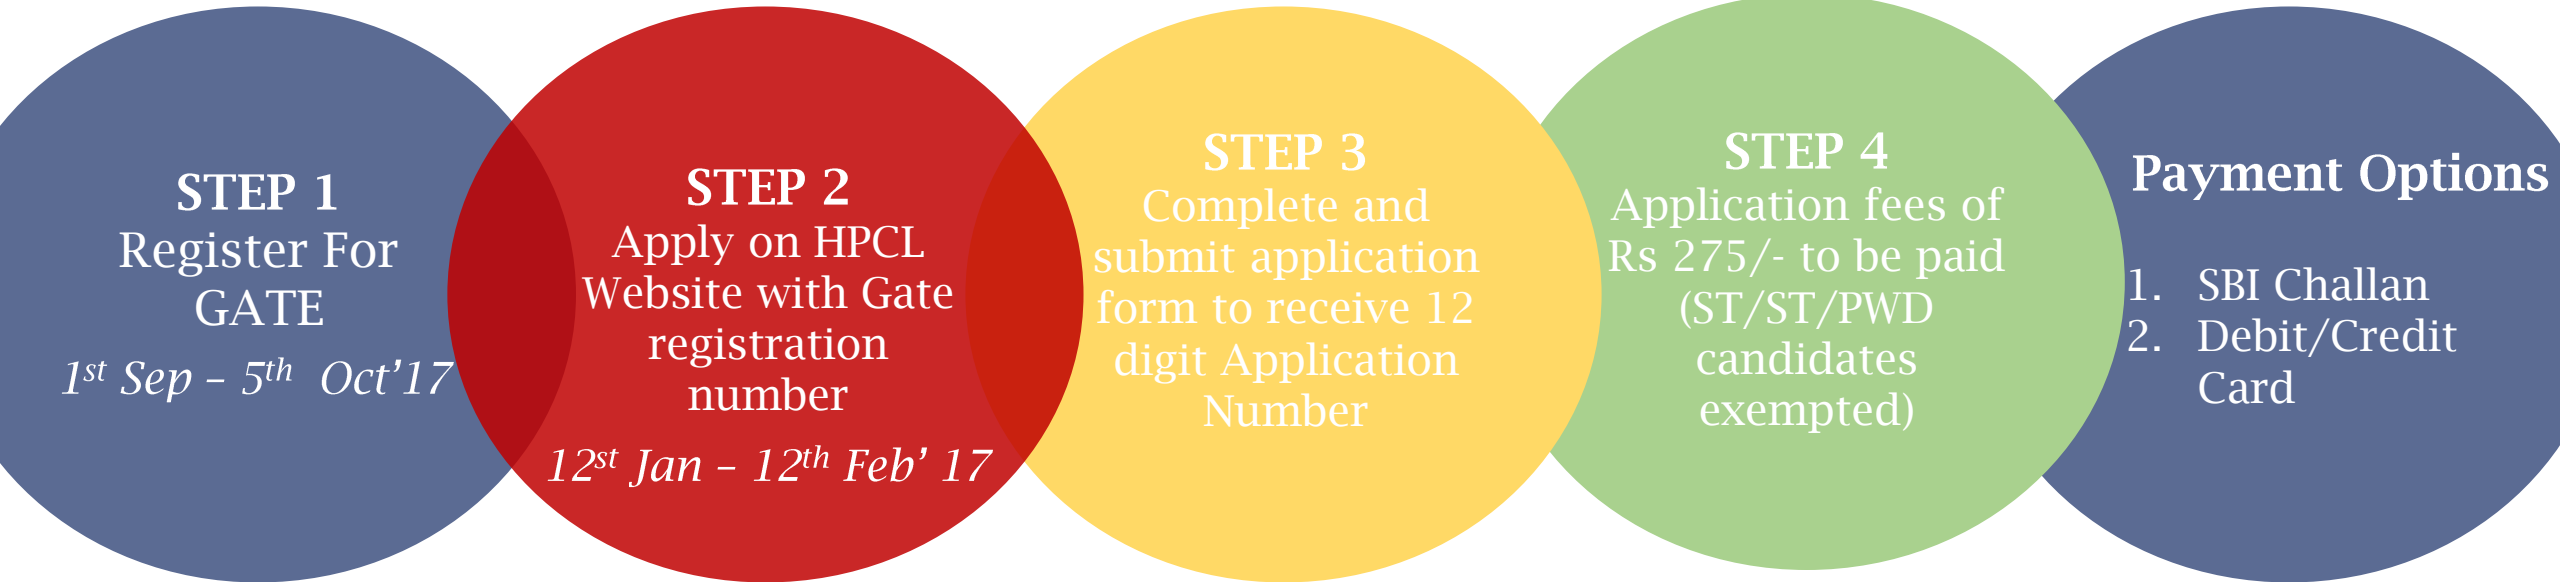 STEP 1
Register For
GATE
1st Sep – 5th Oct’17
STEP 2
Apply on HPCL
Website with Gate
registration
number
12st Jan – 12th Feb’ 17
STEP 3
Complete and
submit application
form to receive 12
digit Application
Number
STEP 4
Application fees of
Rs 275/- to be paid
(ST/ST/PWD
candidates
exempted)
Payment Options
1. SBI Challan
2. Debit/Credit
Card